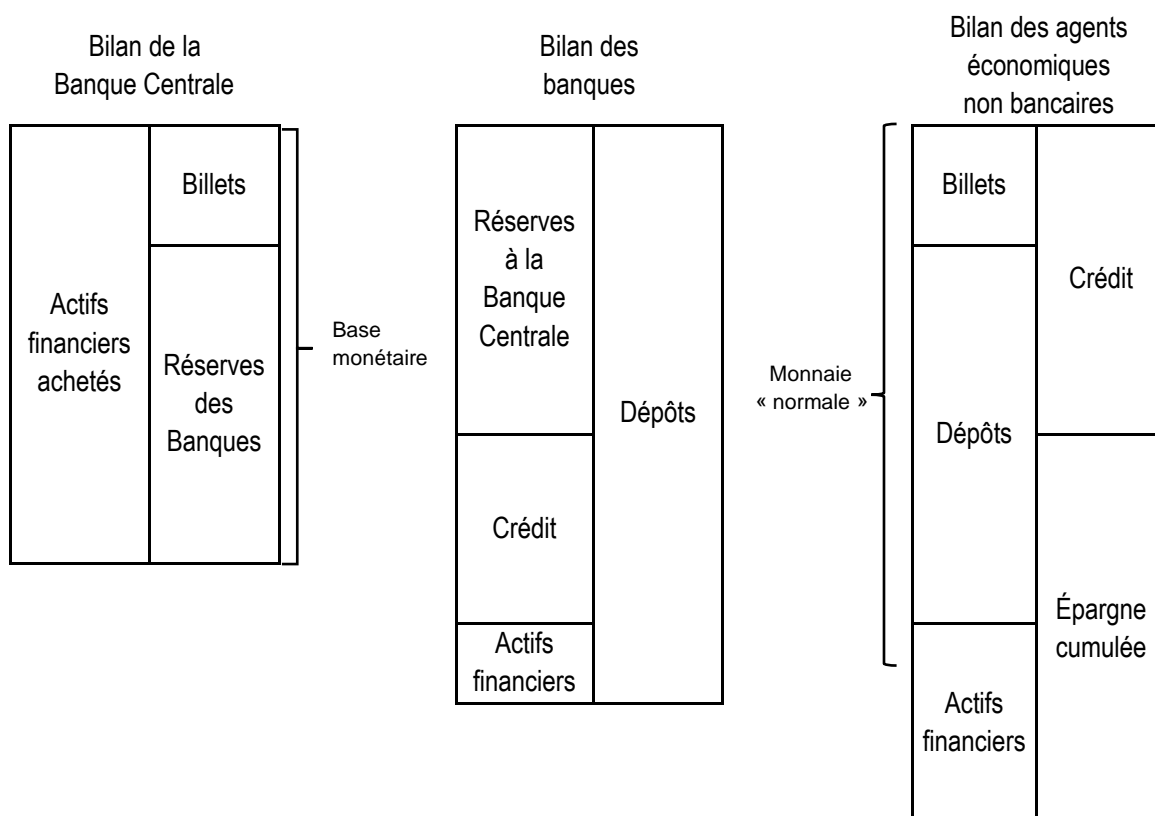 Bilan de la
Banque Centrale
Actifs
financiers
achetés
Billets
Réserves
des
Banques
Base
monétaire
Bilan des
banques
Réserves
à la
Banque
Centrale
Crédit
Actifs
financiers
Dépôts
Monnaie
« normale »
Bilan des agents
économiques
non bancaires
Billets
Dépôts
Actifs
financiers
Crédit
Épargne
cumulée